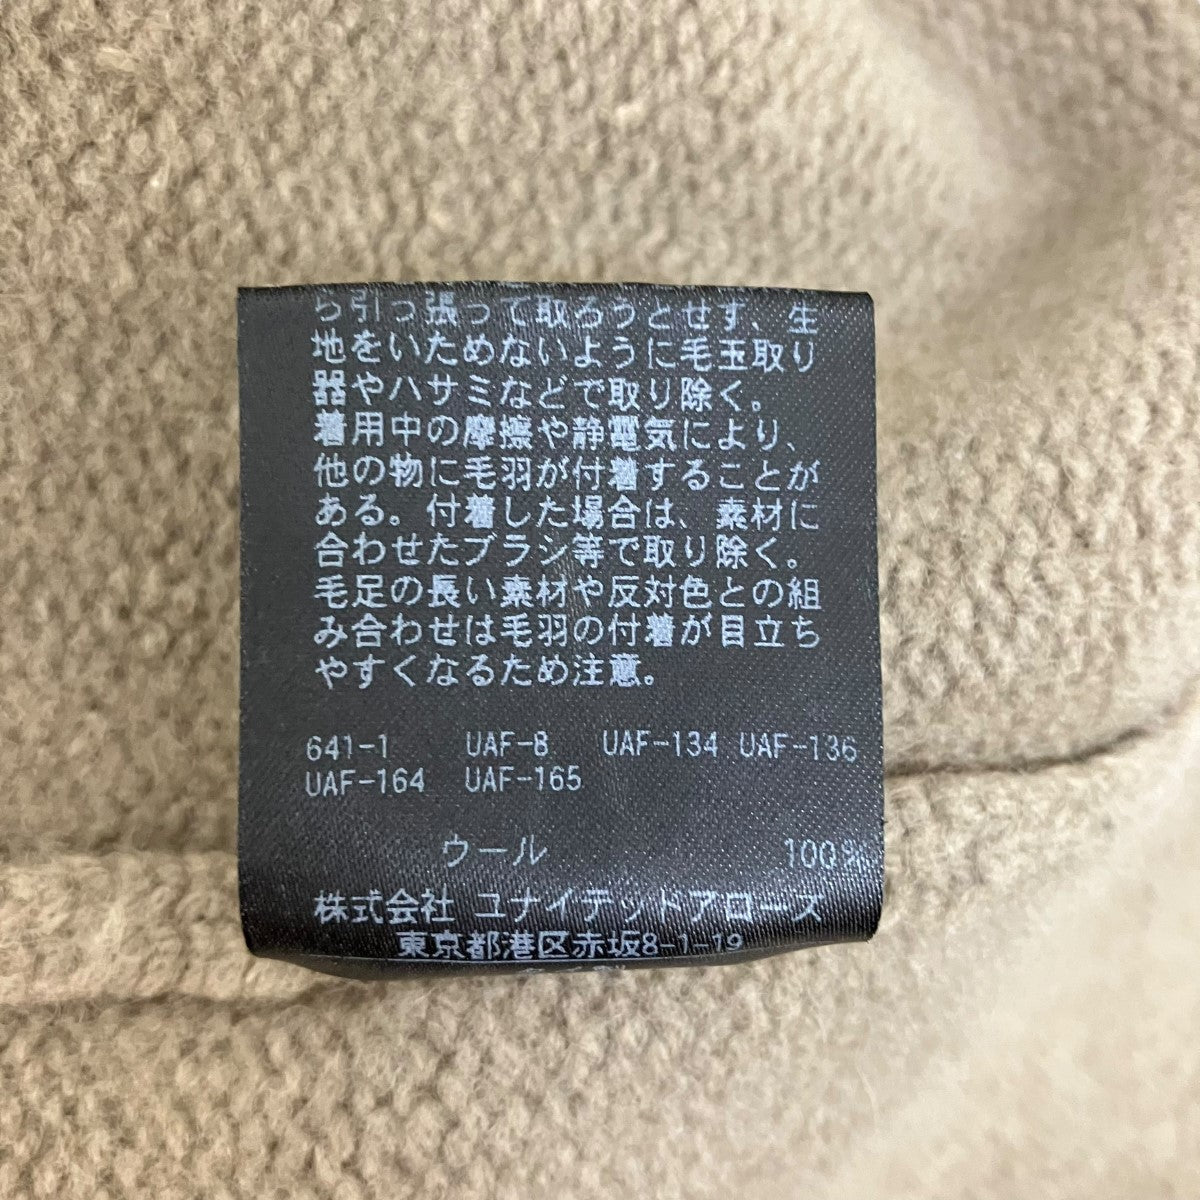 ら引っ張って取ろうとせず、生
地をいためないように毛玉取り
器やハサミなどで取り除く。
着用中の摩擦や静電気により、
他の物に毛羽が付着することが
ある。付着した場合は、素材に
合わせたブラシ等で取り除く。
毛足の長い素材や反対色との組
み合わせは毛羽の付着が目立ち
やすくなるため注意。
641-1 UAF-8 UAF-134 UAF-136
UAF-164 UAF-165
ウール 100%
株式会社 ユナイテッドアローズ
東京都港区赤坂8-1-19